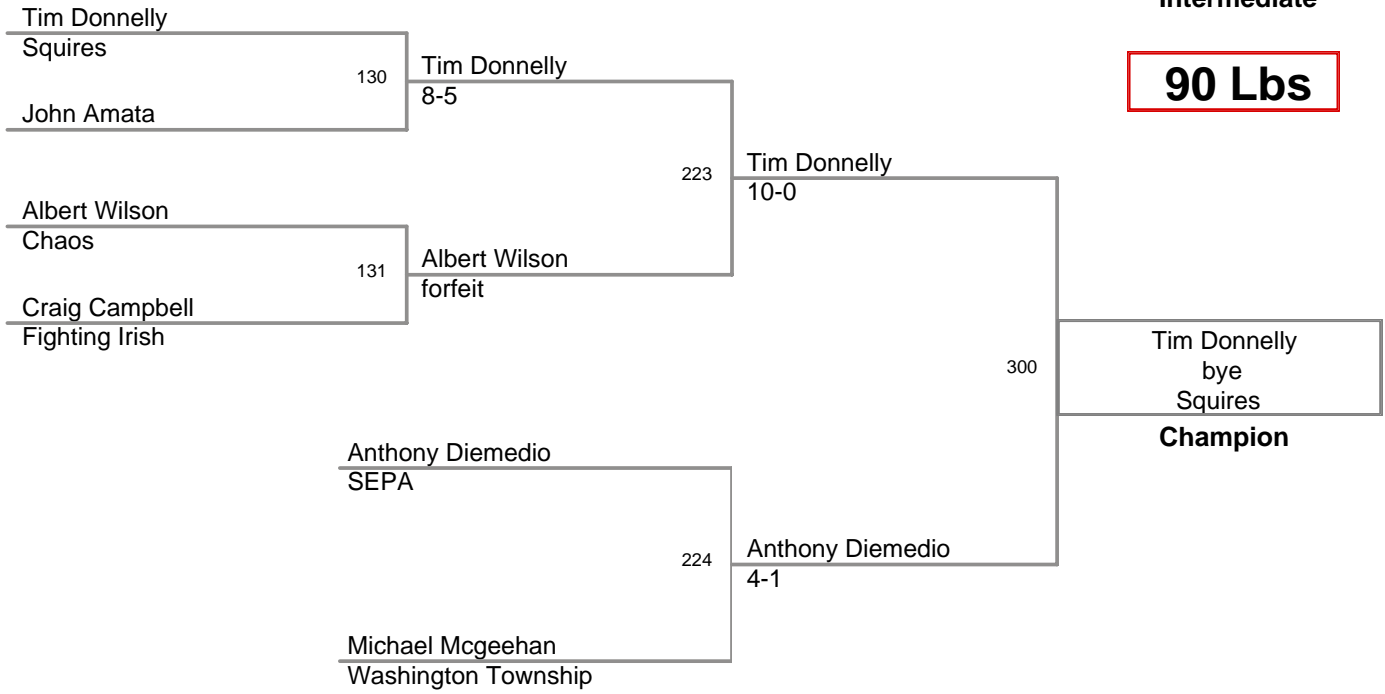 Intermediate
90 Lbs
Tim Donnelly
Squires
130
John Amata
Tim Donnelly
8-5
Albert Wilson
Chaos
131
Craig Campbell
Fighting Irish
Albert Wilson
forfeit
223
Tim Donnelly
10-0
Anthony Diemedio
SEPA
224
Michael Mcgeehan
Washington Township
Anthony Diemedio
4-1
300
Tim Donnelly
bye
Squires
Champion